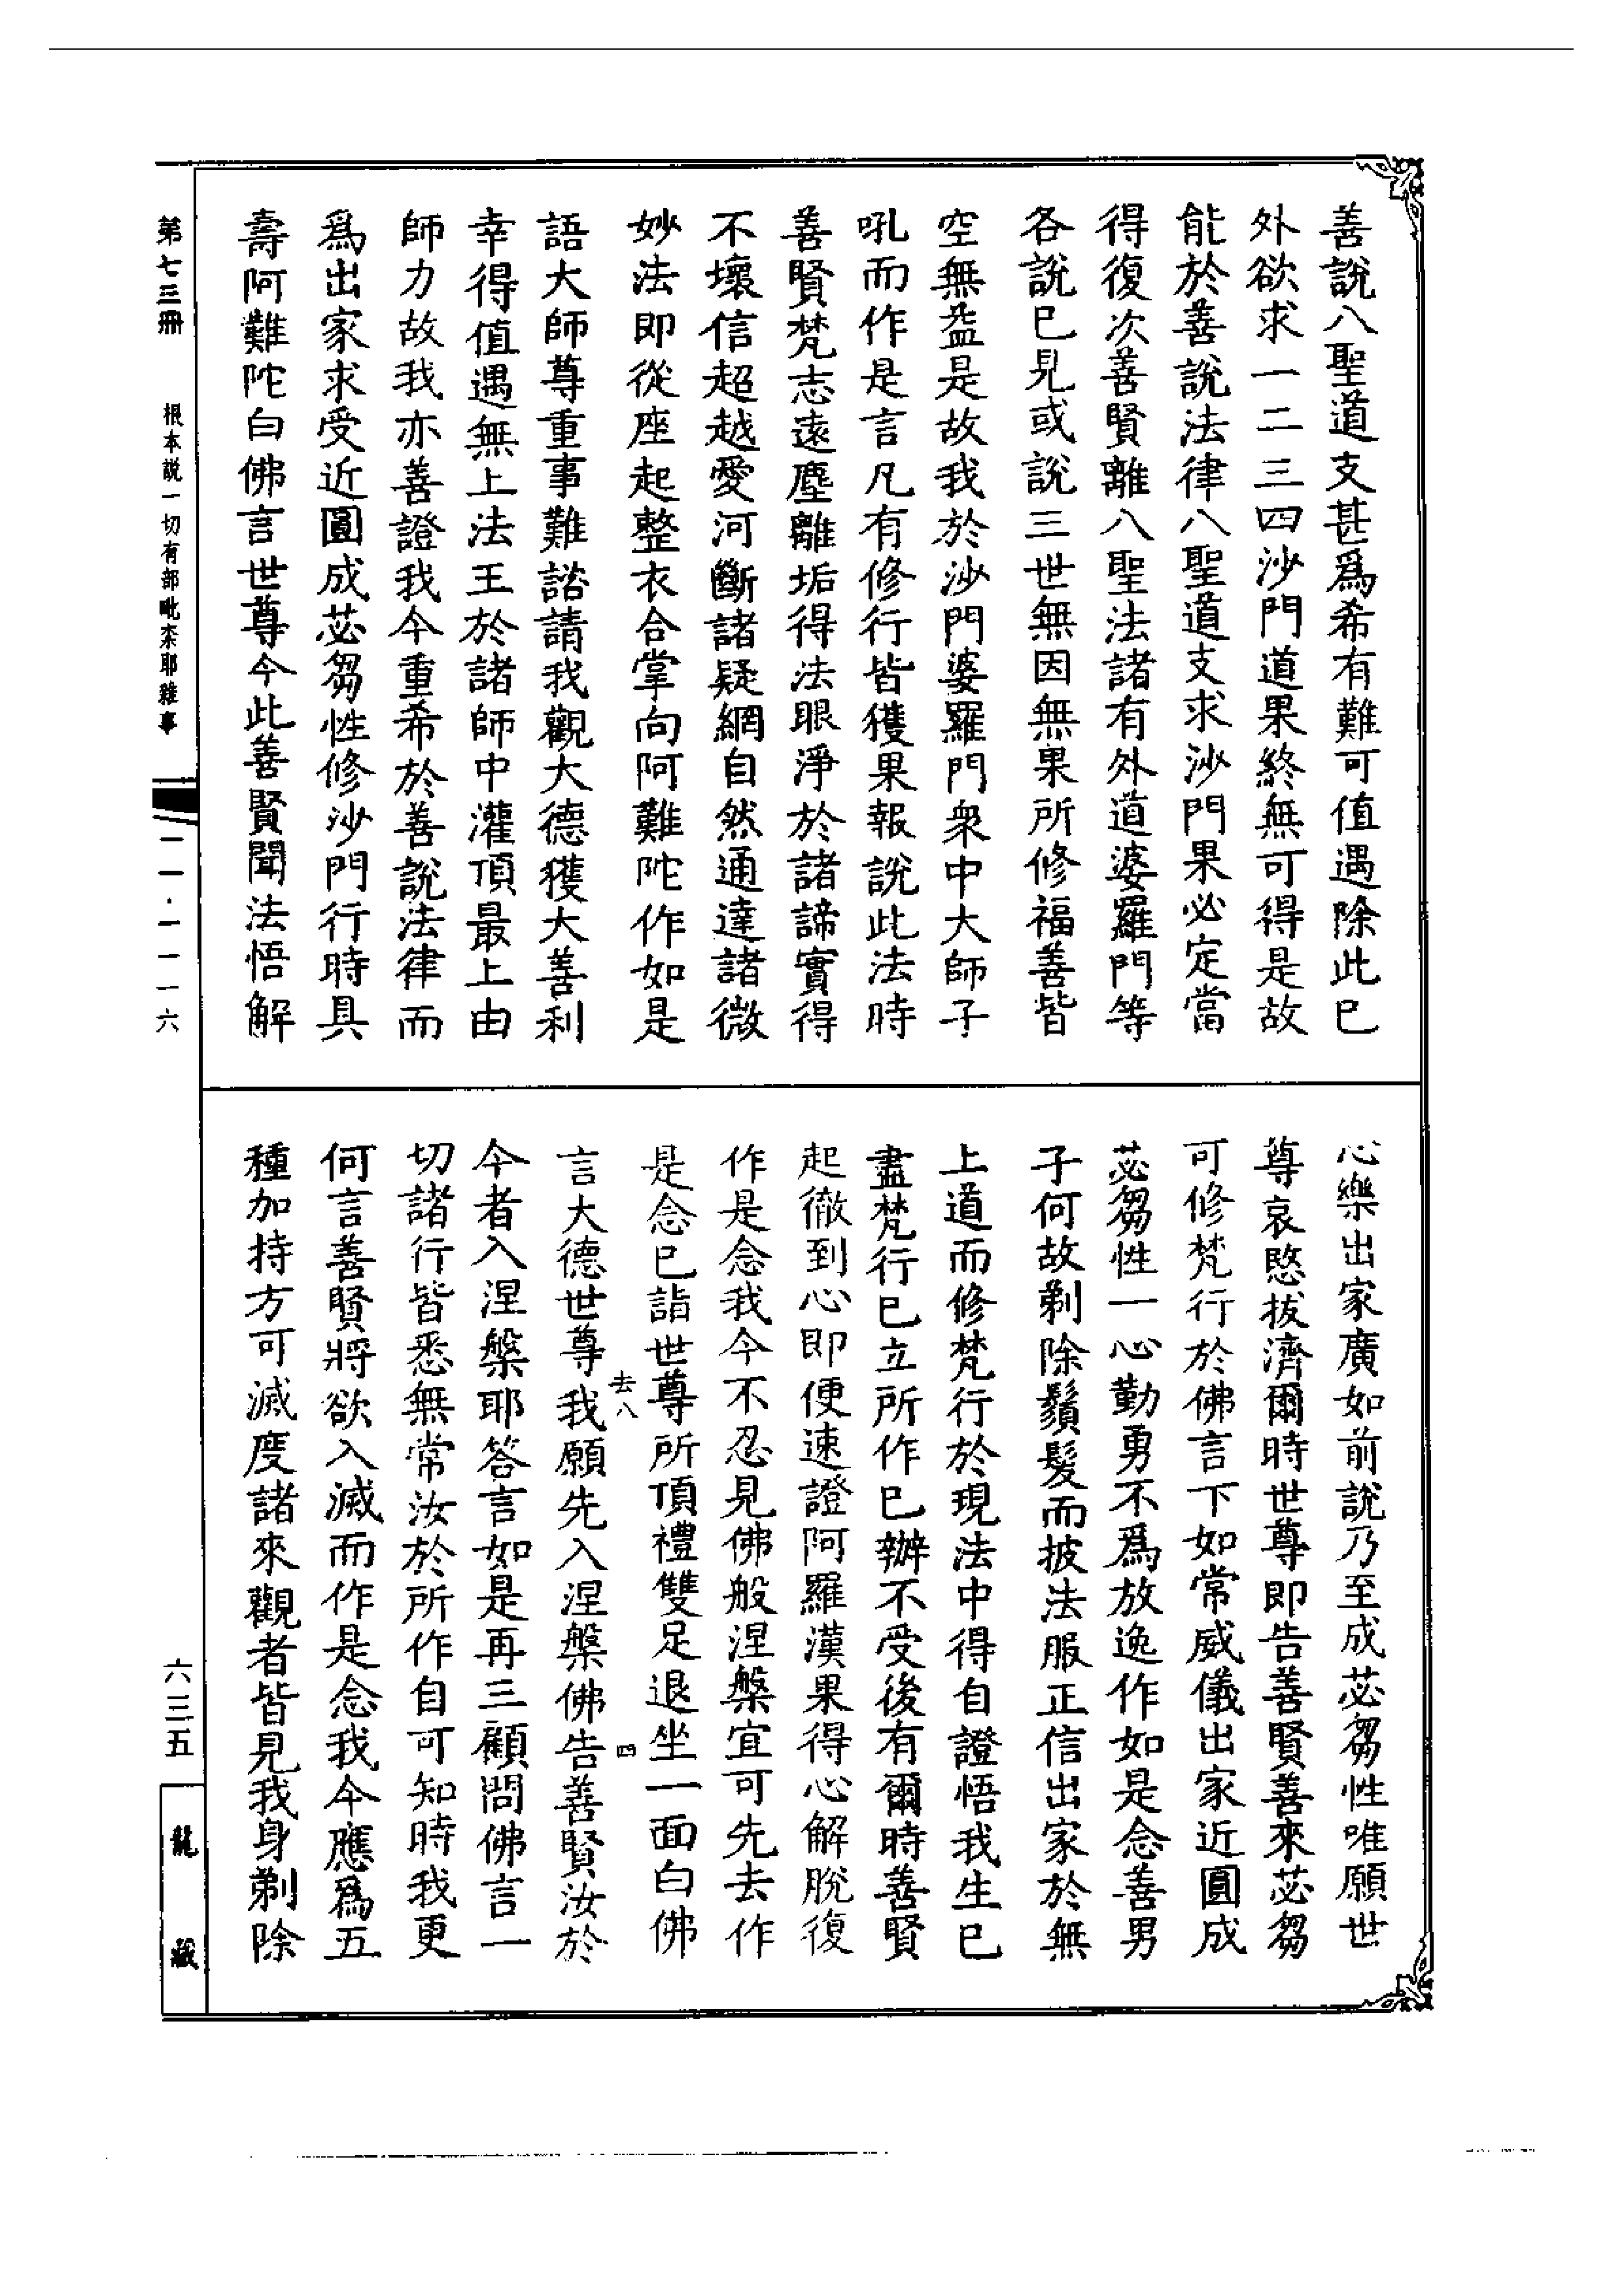 善說八聖道支甚爲希有難可值遇除此已
外欲求一二三四沙門道果終無可得是故
能於善說法律八聖道支求沙門果必定當
得復次善賢離八聖法諸有外道婆羅門等
各說已見或說三世無因無果所修福善皆
空無盈是故我於沙門婆羅門衆中大師子
吼而作是言凡有修行皆獲果報說此法時
善賢梵志遠塵離垢得法眼淨於諸諦實得
不壞信超越愛河斷諸疑網自然通達諸微
妙法即從座起整衣合掌向阿難陀作如是
語大師尊重事難諮請我觀大德獲大善利
幸得值遇無上法王於諸師中灌頂最上由
師力故我亦善證我今重希於善說法律而
爲出家求受近圓成苾芻性修沙門行時具
壽阿難陀白佛言世尊今此善賢聞法悟解
心樂出家廣如前說乃至成苾芻性唯願世
尊哀愍拔濟爾時世尊即告善賢善來苾芻
可修梵行於佛言下如常威儀出家近圓成
苾芻性一心勤勇不爲放逸作如是念善男
子何故剃除鬚髮而披法服正信出家於無
上道而修梵行於現法中得自證悟我生已
盡梵行已立所作已辦不受後有爾時善賢
起徹到心即便速證阿羅漢果得心解脫復
作是念我今不忍見佛般涅槃宜可先去作
是念已詣世尊所頂禮雙足退坐一面白佛
去八 四
言大德世尊我願先入涅槃佛告善賢汝於
今者入涅槃耶答言如是再三顧問佛言一
切諸行皆悉無常汝於所作自可知時我更
何言善賢將欲入滅而作是念我今應爲五
種加持方可滅度諸來觀者皆見我身剃除
第七三冊 根本説一切有部毗柰耶雜事 一一·一一一六
六三五 龍藏